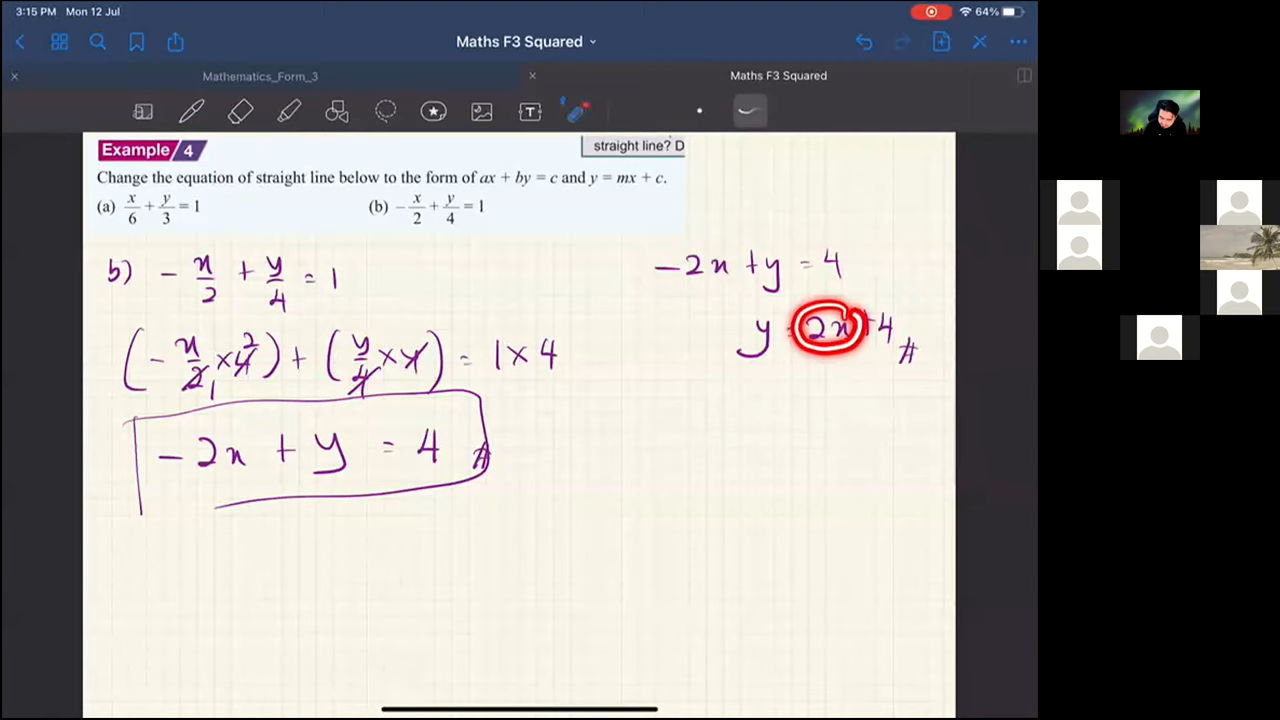 3:15 PM Mon 12 Jul
64%
Maths F3 Squared
Mathematics_Form_3
Maths F3 Squared
Example 4
straight line? D
Change the equation of straight line below to the form of ax + by = c and y = mx + c.
(a) x/6 + y/3 = 1
(b) -x/2 + y/4 = 1
b) - x/2 + y/4 = 1
(- x/2 × 4) + (y/4 × 4) = 1 × 4
2
1
-2x + y = 4 #
-2x + y = 4
y = 2x + 4 #